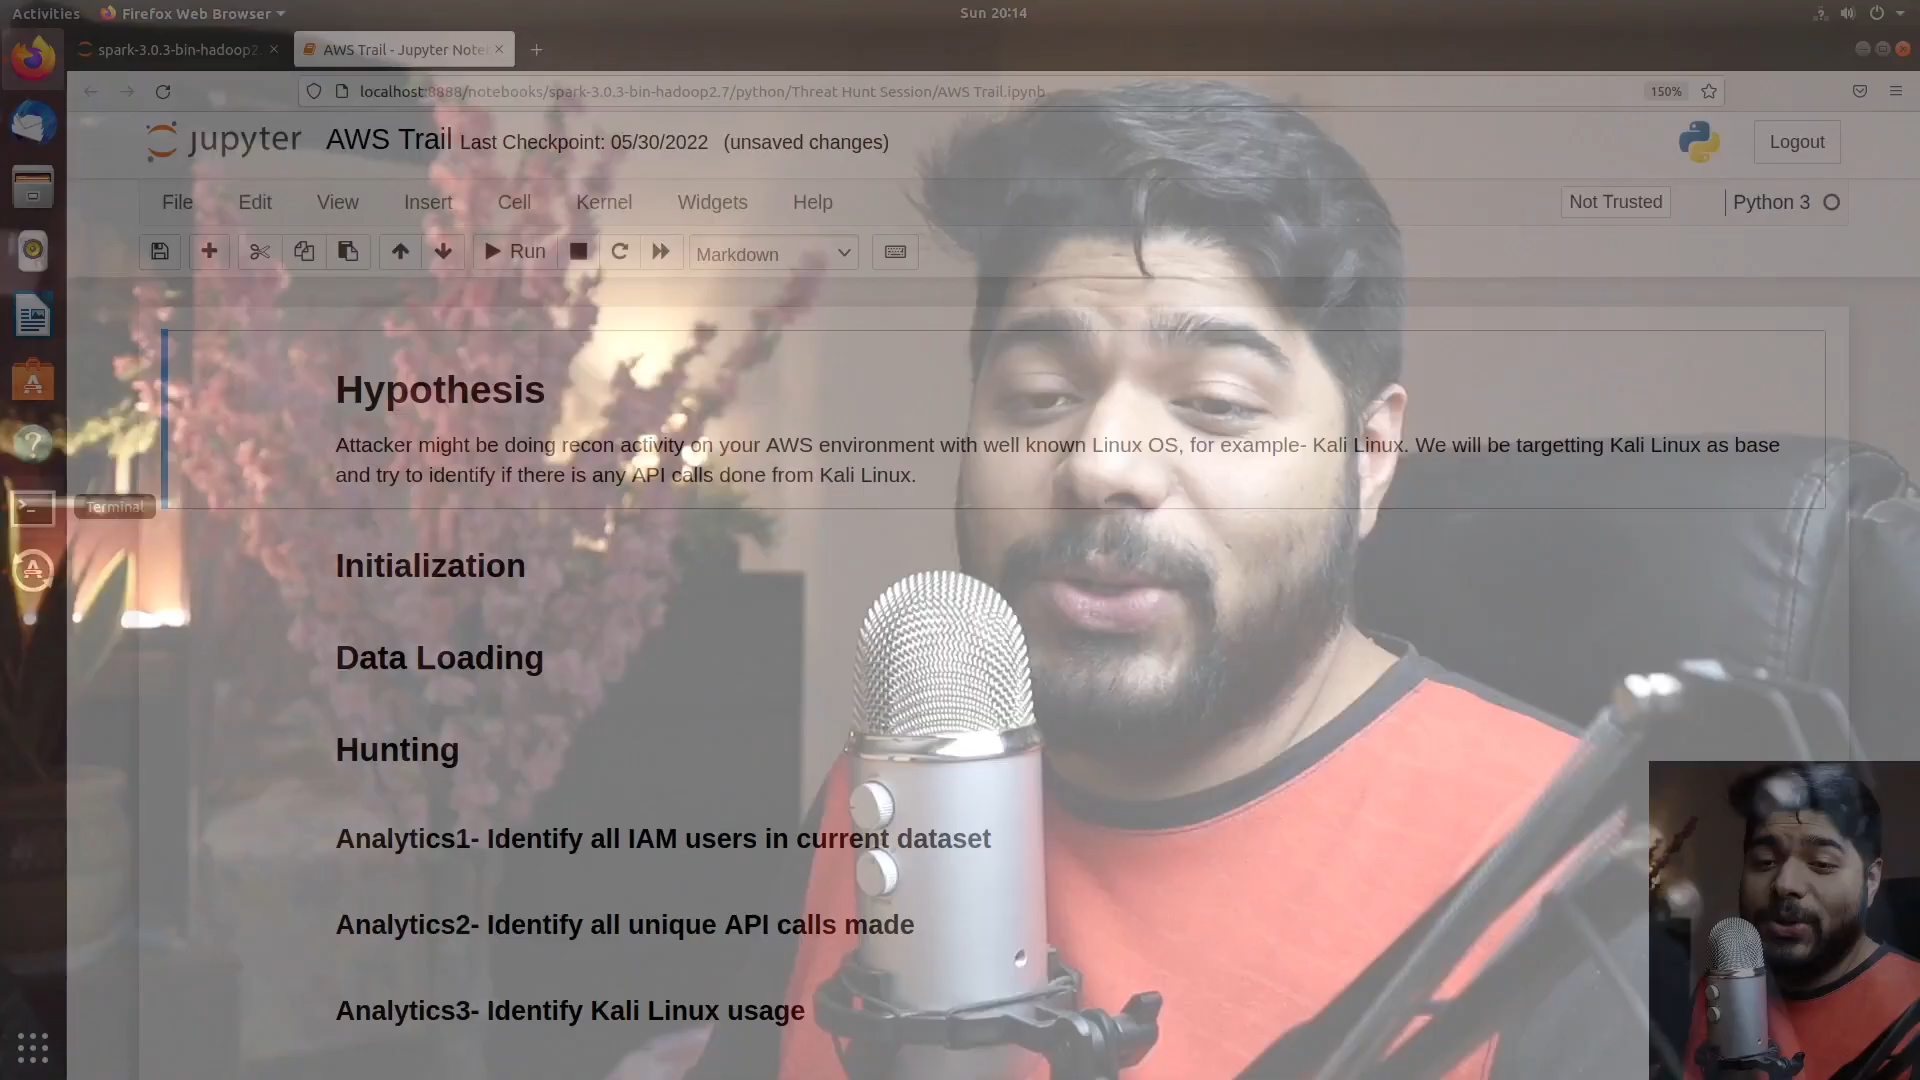 Activities Firefox Web Browser Sun 20:14
spark-3.0.3-bin-hadoop2. AWS Trail - Jupyter Note
localhost:8888/notebooks/spark-3.0.3-bin-hadoop2.7/python/Threat Hunt Session/AWS Trail.ipynb 150%
jupyter AWS Trail Last Checkpoint: 05/30/2022 (unsaved changes) Logout
File Edit View Insert Cell Kernel Widgets Help Not Trusted Python 3
Run Markdown
Hypothesis
Attacker might be doing recon activity on your AWS environment with well known Linux OS, for example- Kali Linux. We will be targetting Kali Linux as base
and try to identify if there is any API calls done from Kali Linux.
Terminal
Initialization
Data Loading
Hunting
Analytics1- Identify all IAM users in current dataset
Analytics2- Identify all unique API calls made
Analytics3- Identify Kali Linux usage